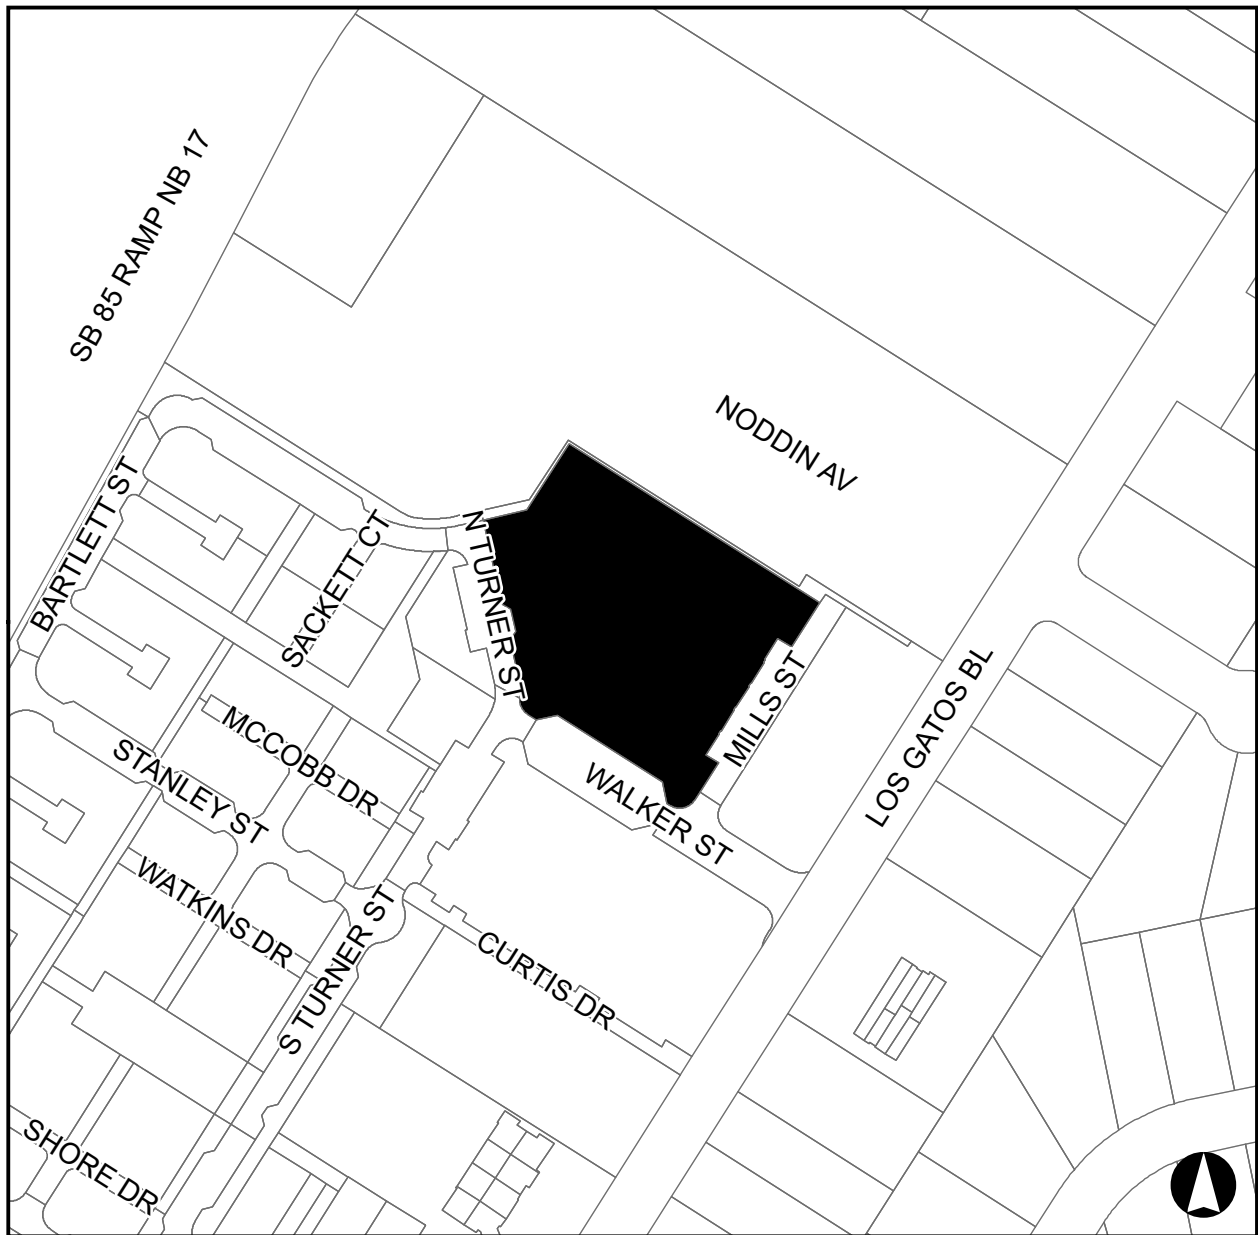 SB 85 RAMP NB 17
NODDIN AV
BARTLETT ST
SACKETT CT
N TURNER ST
MILLS ST
LOS GATOS BL
MCCOBB DR
STANLEY ST
WALKER ST
WATKINS DR
S TURNER ST
CURTIS DR
SHORE DR